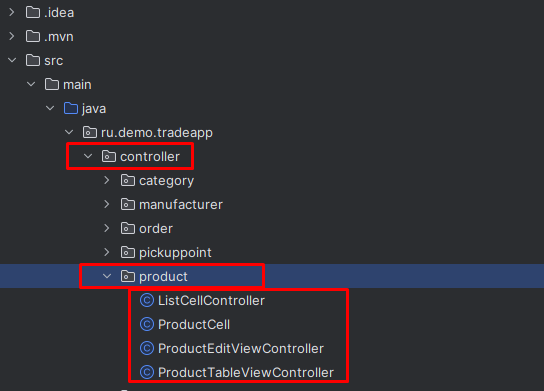 .idea
.mvn
src
main
java
ru.demo.tradeapp
controller
category
manufacturer
order
pickuppoint
product
ListCellController
ProductCell
ProductEditViewController
ProductTableViewController